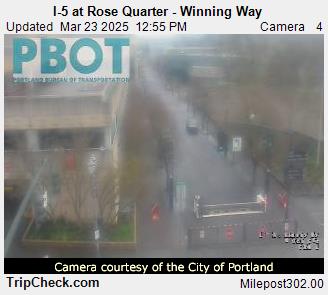 I-5 at Rose Quarter - Winning Way
Updated Mar 23 2025 12:55 PM Camera 4
PBOT
PORTLAND BUREAU OF TRANSPORTATION
Camera courtesy of the City of Portland
TripCheck.com Milepost302.00